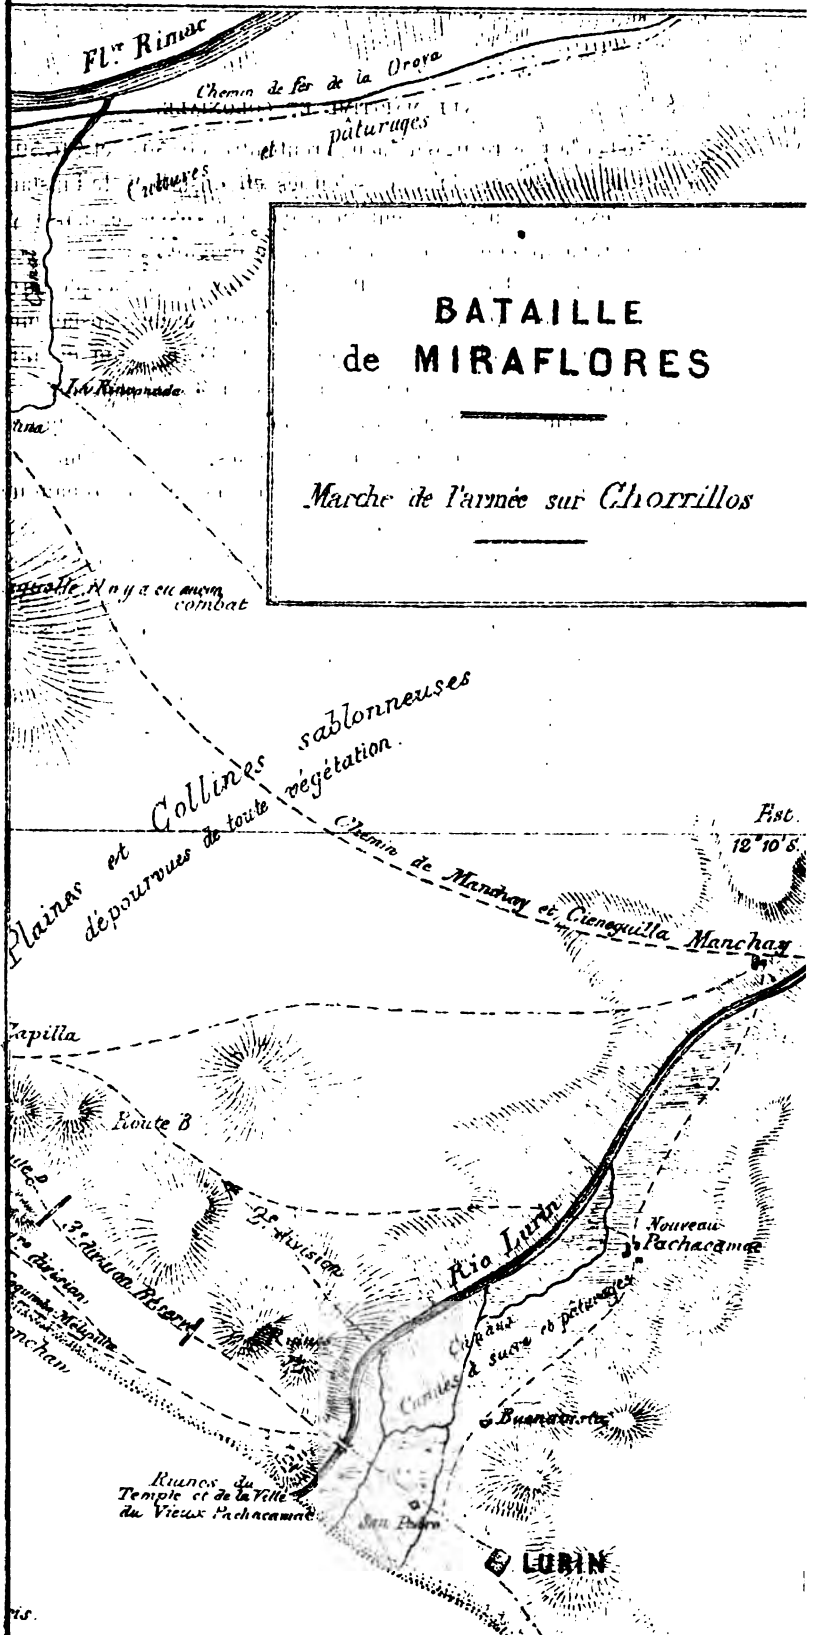 Fl.ve Rimac
Chemin de fer de la Oroya
Cultures et pâturages
Canal
BATAILLE
de MIRAFLORES
La Rinconada
Marche de l'armée sur Chorrillos
il n'y a eu aucun
combat
Plaines et Collines sablonneuses
dépourvues de toute végétation.
Est.
12°10's.
Chemin de Manchay et Cieneguilla
Manchay
Capilla
Route B
2e division
3e division Réserve
division
Rio Lurin
Nouveau
Pachacamac
Canaux
Cannes à sucre et pâturages
Buenavista
Ruines du
Temple et de la Ville
du Vieux Pachacamac
San Pedro
LURIN